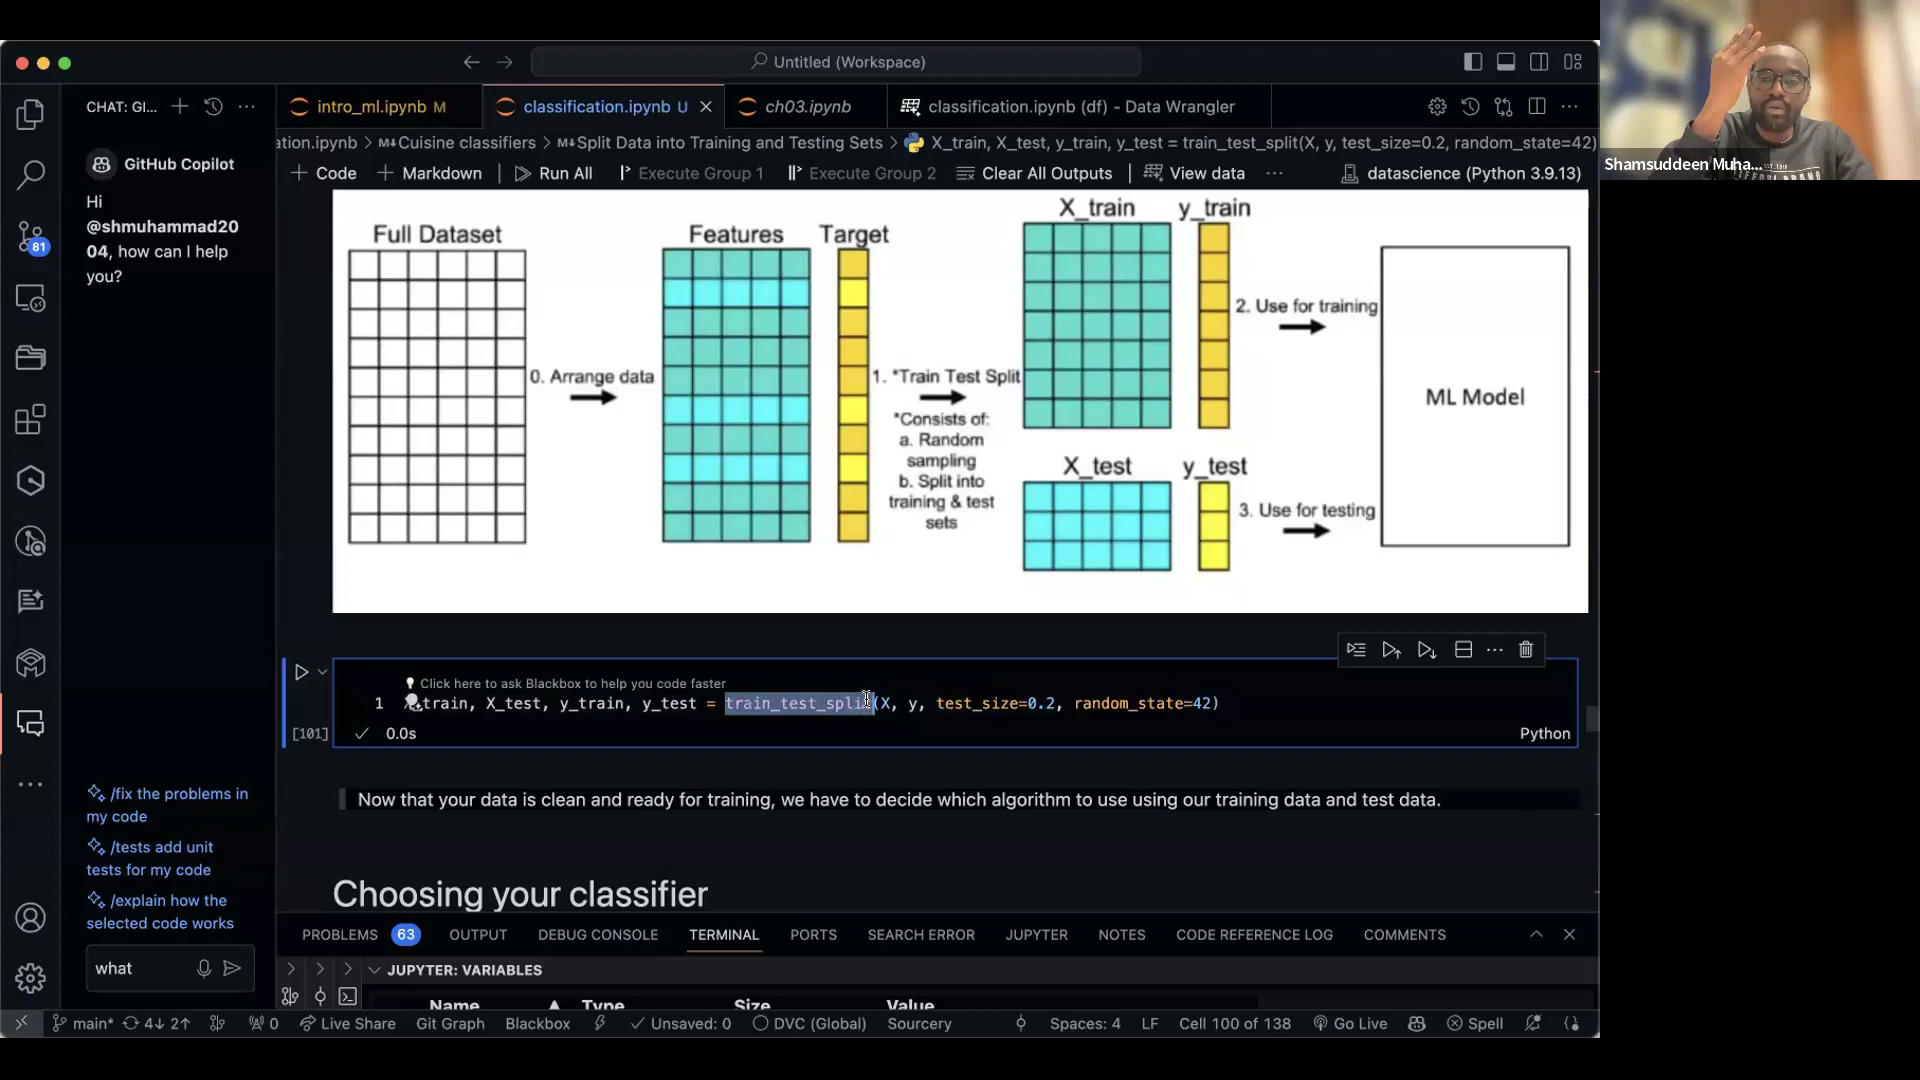 Untitled (Workspace)
CHAT: GI...
intro_ml.ipynb M
classification.ipynb U
ch03.ipynb
classification.ipynb (df) - Data Wrangler
ation.ipynb > Cuisine classifiers > Split Data into Training and Testing Sets > X_train, X_test, y_train, y_test = train_test_split(X, y, test_size=0.2, random_state=42)
Shamsuddeen Muha...
+ Code + Markdown Run All Execute Group 1 Execute Group 2 Clear All Outputs View data ... datascience (Python 3.9.13)
GitHub Copilot
Hi
@shmuhammad20
04, how can I help
you?
81
Full Dataset
Features
Target
X_train
y_train
0. Arrange data
1. *Train Test Split
*Consists of:
a. Random
sampling
b. Split into
training & test
sets
2. Use for training
ML Model
X_test
y_test
3. Use for testing
Click here to ask Blackbox to help you code faster
1 train, X_test, y_train, y_test = train_test_split(X, y, test_size=0.2, random_state=42)
[101]
0.0s
Python
Now that your data is clean and ready for training, we have to decide which algorithm to use using our training data and test data.
Choosing your classifier
/fix the problems in
my code
/tests add unit
tests for my code
/explain how the
selected code works
what
PROBLEMS 63 OUTPUT DEBUG CONSOLE TERMINAL PORTS SEARCH ERROR JUPYTER NOTES CODE REFERENCE LOG COMMENTS
JUPYTER: VARIABLES
Name Type Size Value
main* 4↓ 2↑ 0 Live Share Git Graph Blackbox Unsaved: 0 DVC (Global) Sourcery Spaces: 4 LF Cell 100 of 138 Go Live Spell